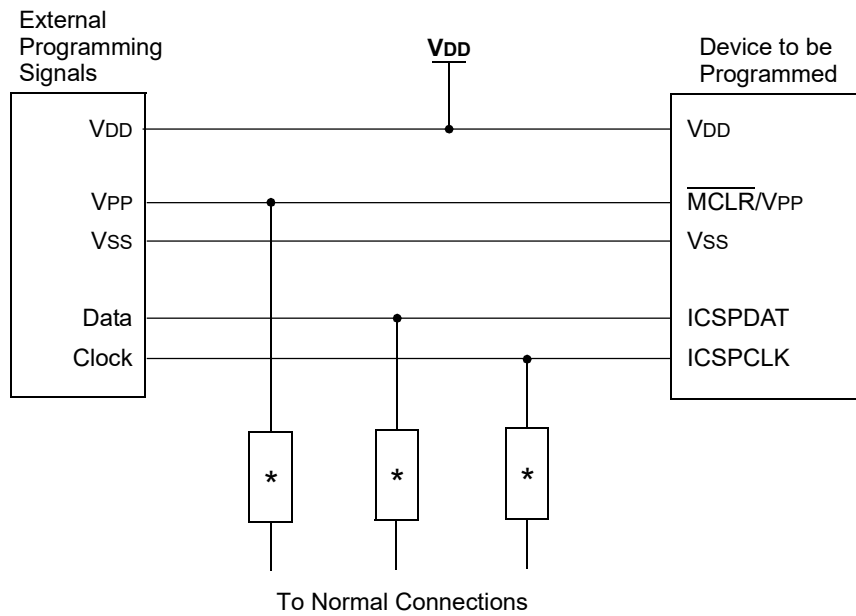 External
Programming
Signals
VDD
Device to be
Programmed
VDD
VDD
VPP
MCLR/VPP
VSS
VSS
Data
ICSPDAT
Clock
ICSPCLK
* * *
To Normal Connections